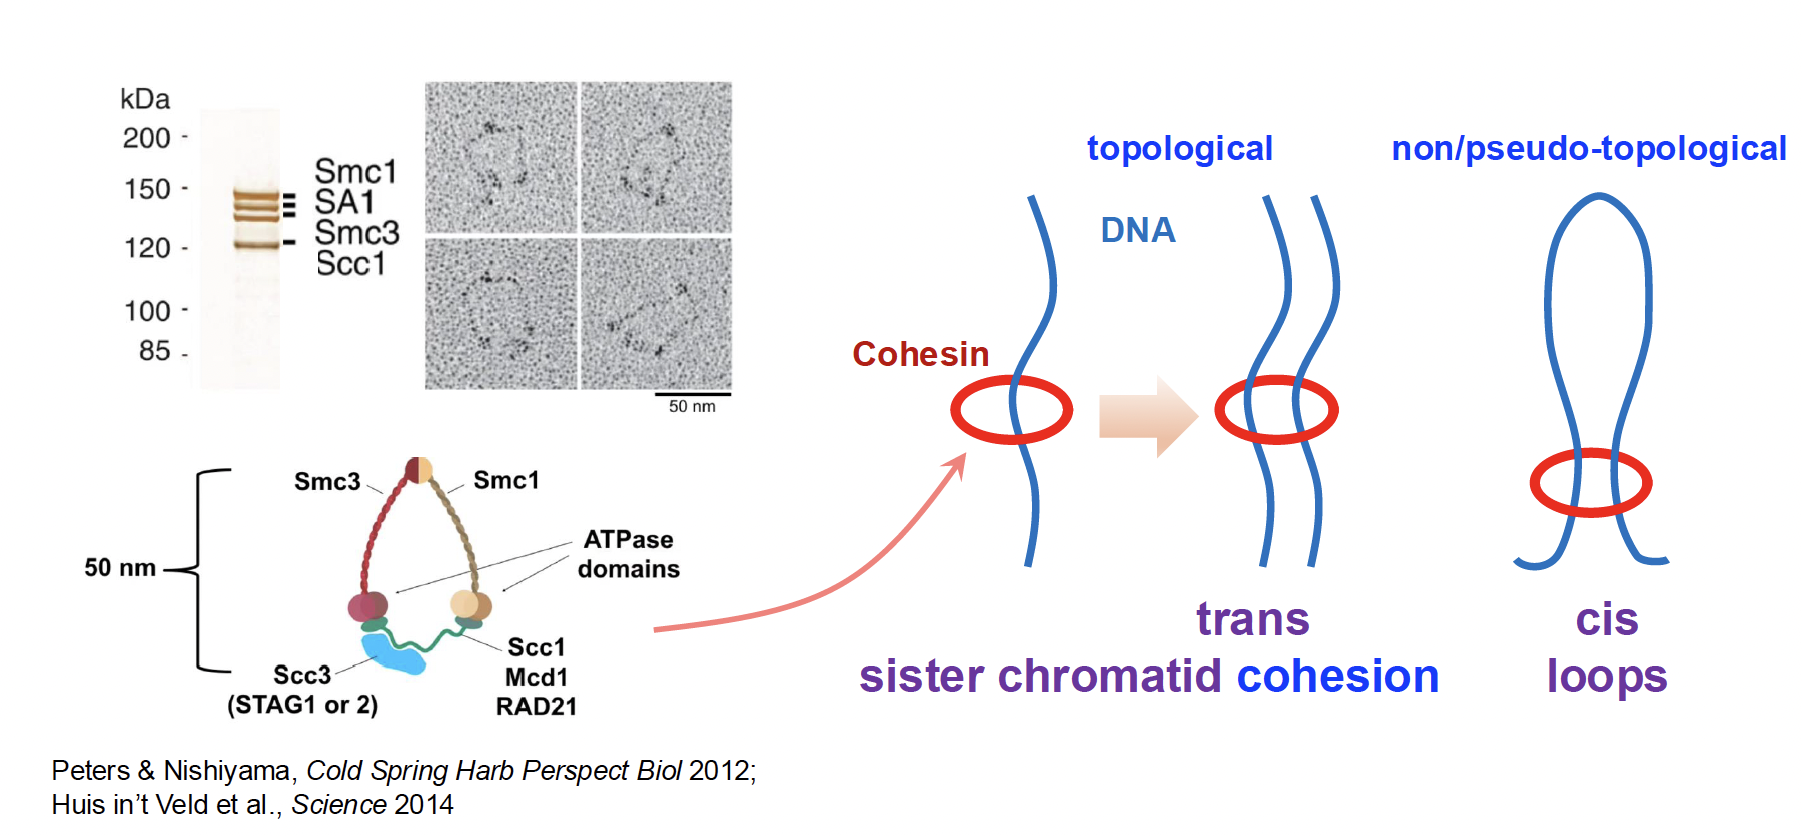 kDa
200
150
120
100
85
Smc1
SA1
Smc3
Scc1
50 nm
topological
non/pseudo-topological
DNA
Cohesin
Smc3
Smc1
ATPase
domains
50 nm
Scc1
Mcd1
RAD21
Scc3
(STAG1 or 2)
trans
sister chromatid cohesion
cis
loops
Peters & Nishiyama, Cold Spring Harb Perspect Biol 2012;
Huis in’t Veld et al., Science 2014